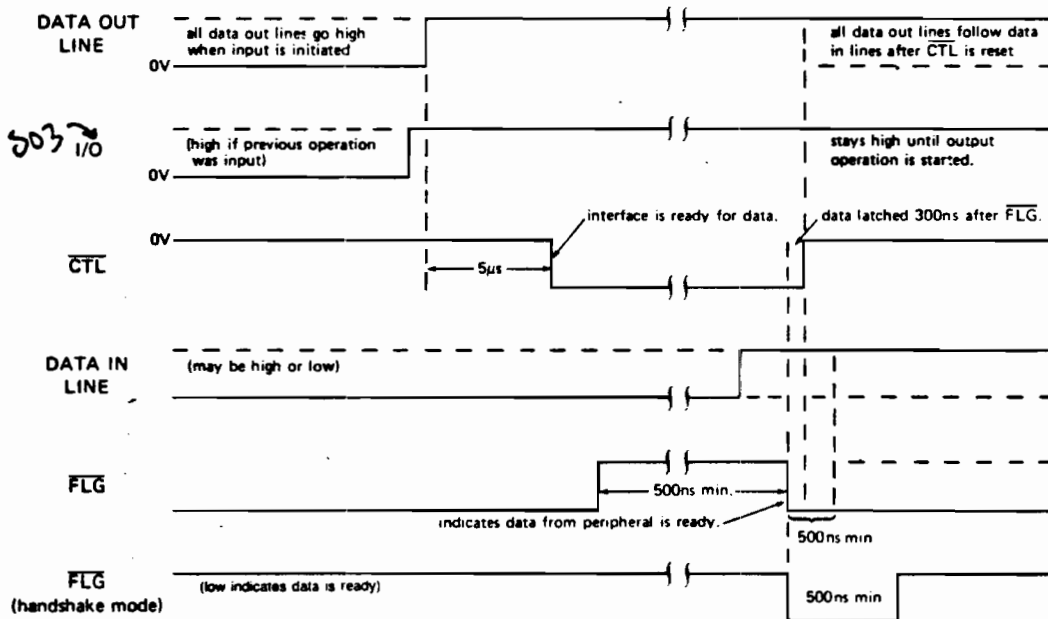 DATA OUT
LINE
all data out lines go high
when input is initiated
0V
all data out lines follow data
in lines after CTL is reset
803
I/O
(high if previous operation
was input)
0V
stays high until output
operation is started.
interface is ready for data.
data latched 300ns after FLG.
0V
CTL
5μs
DATA IN
LINE
(may be high or low)
FLG
500ns min.
indicates data from peripheral is ready.
500ns min
FLG
(handshake mode)
(low indicates data is ready)
500ns min